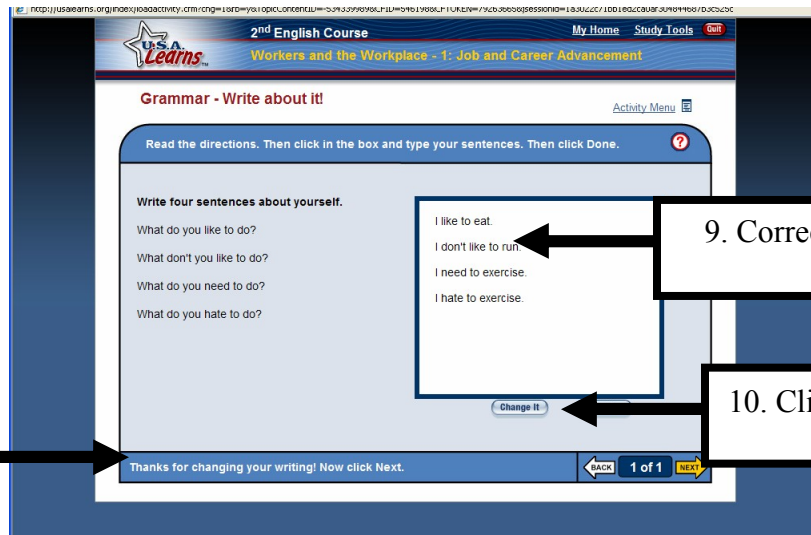 2nd English Course
My Home Study Tools Quit
U.S.A. Learns
Workers and the Workplace - 1: Job and Career Advancement
Grammar - Write about it!
Activity Menu
Read the directions. Then click in the box and type your sentences. Then click Done.
?
Write four sentences about yourself.
What do you like to do?
What don't you like to do?
What do you need to do?
What do you hate to do?
I like to eat.
I don't like to run.
I need to exercise.
I hate to exercise.
9. Corre
Change It
10. Cli
Thanks for changing your writing! Now click Next.
BACK 1 of 1 NEXT